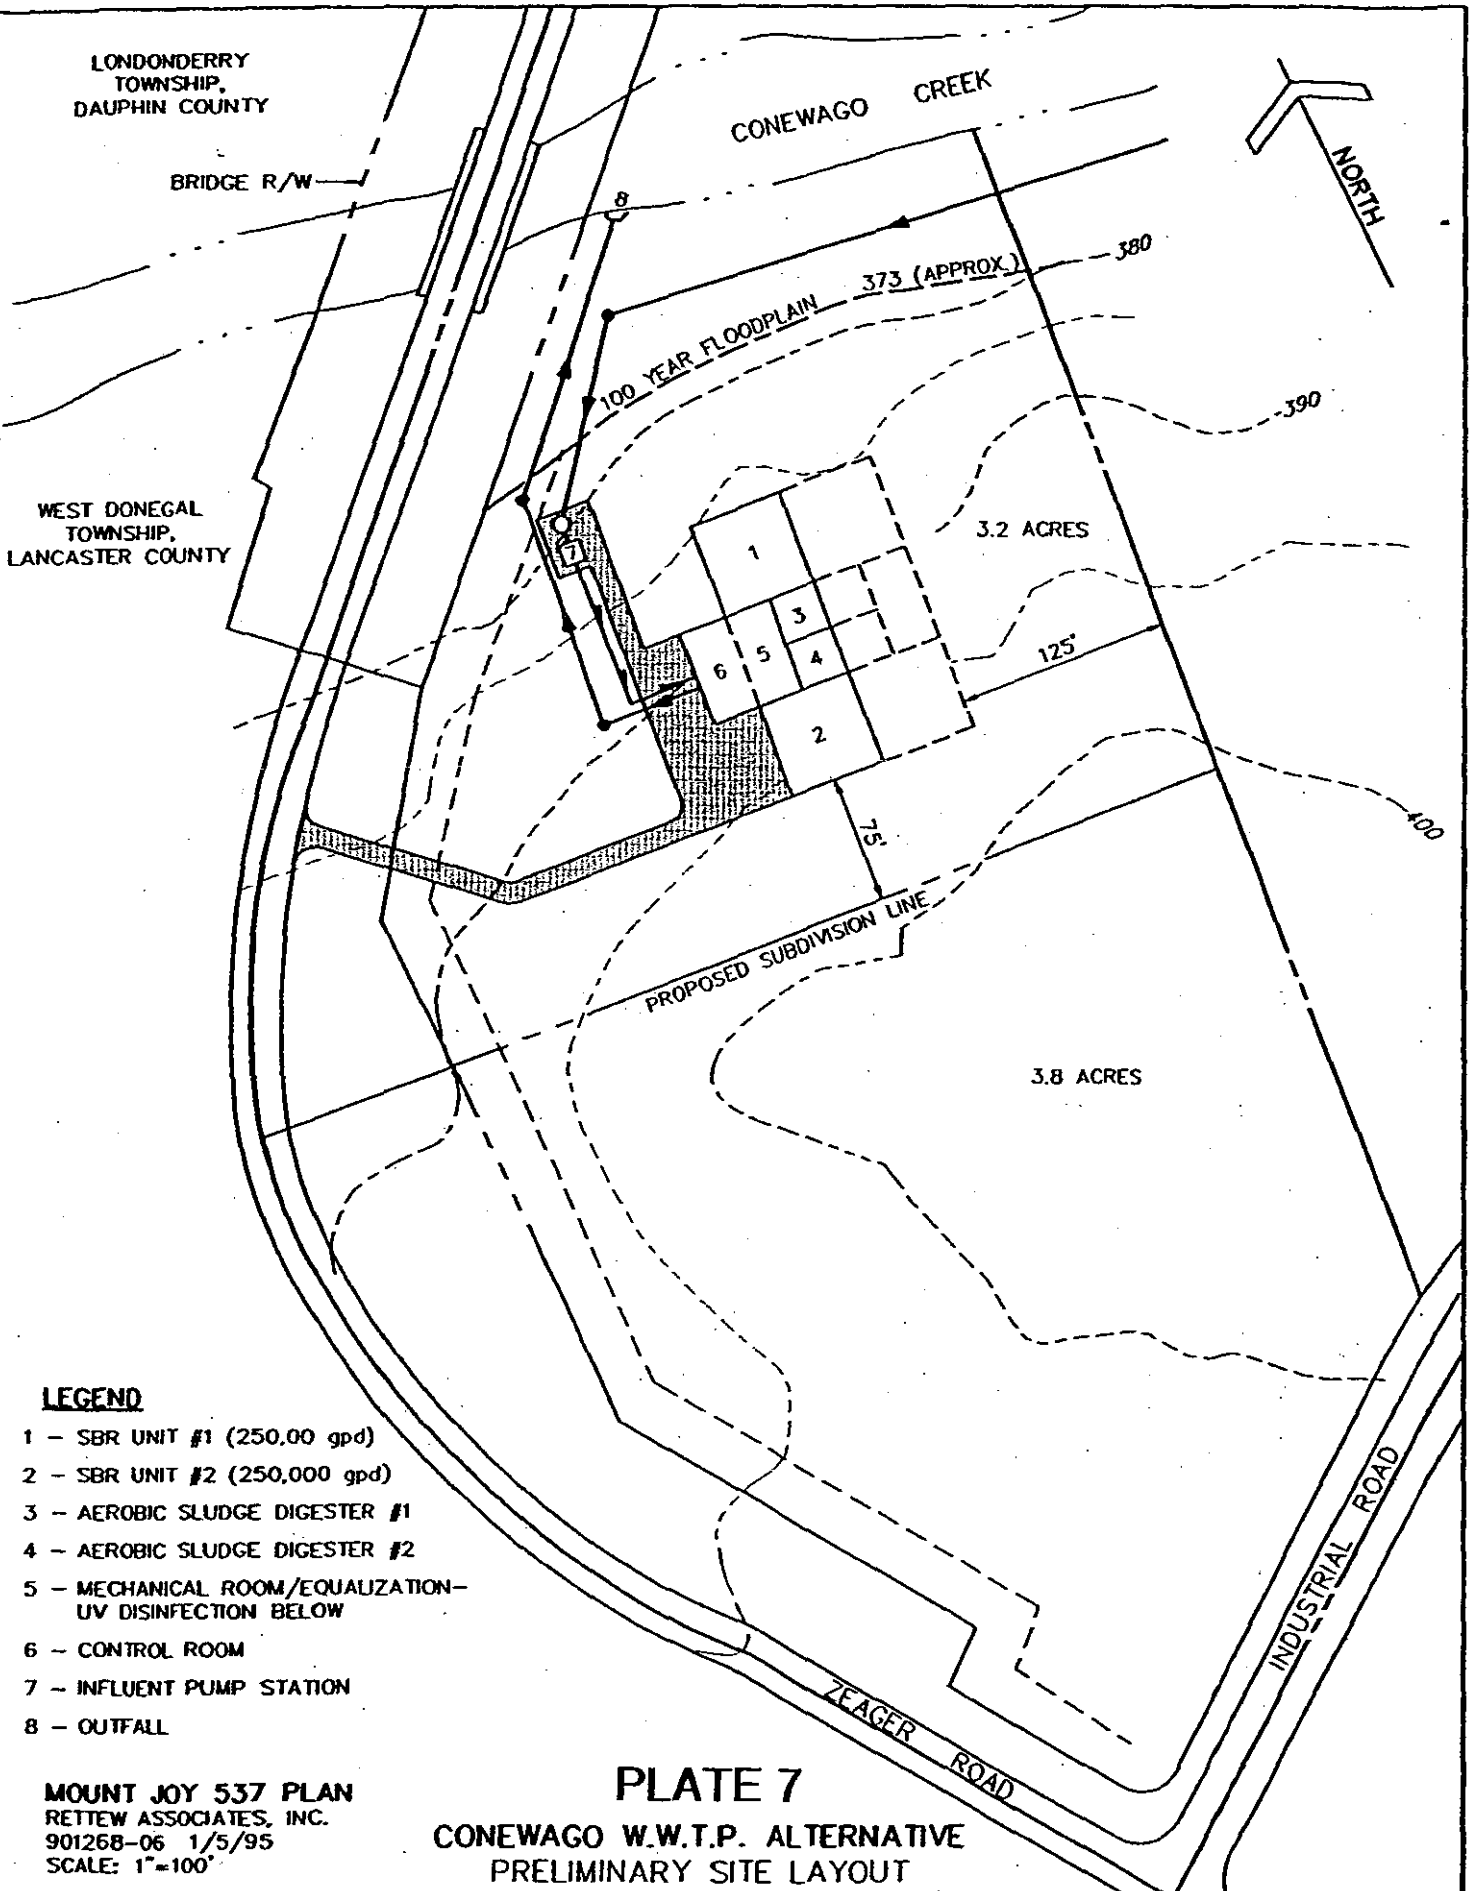 LONDONDERRY
TOWNSHIP,
DAUPHIN COUNTY
BRIDGE R/W
CONEWAGO CREEK
NORTH
8
380
373 (APPROX.)
100 YEAR FLOODPLAIN
390
WEST DONEGAL
TOWNSHIP,
LANCASTER COUNTY
3.2 ACRES
7
1
3
5
4
6
2
125'
75'
400
PROPOSED SUBDIVISION LINE
3.8 ACRES
LEGEND
1 - SBR UNIT #1 (250,00 gpd)
2 - SBR UNIT #2 (250,000 gpd)
3 - AEROBIC SLUDGE DIGESTER #1
4 - AEROBIC SLUDGE DIGESTER #2
5 - MECHANICAL ROOM/EQUALIZATION-
UV DISINFECTION BELOW
6 - CONTROL ROOM
7 - INFLUENT PUMP STATION
8 - OUTFALL
INDUSTRIAL ROAD
ZEAGER ROAD
MOUNT JOY 537 PLAN
RETTEW ASSOCIATES, INC.
901268-06 1/5/95
SCALE: 1"=100'
PLATE 7
CONEWAGO W.W.T.P. ALTERNATIVE
PRELIMINARY SITE LAYOUT